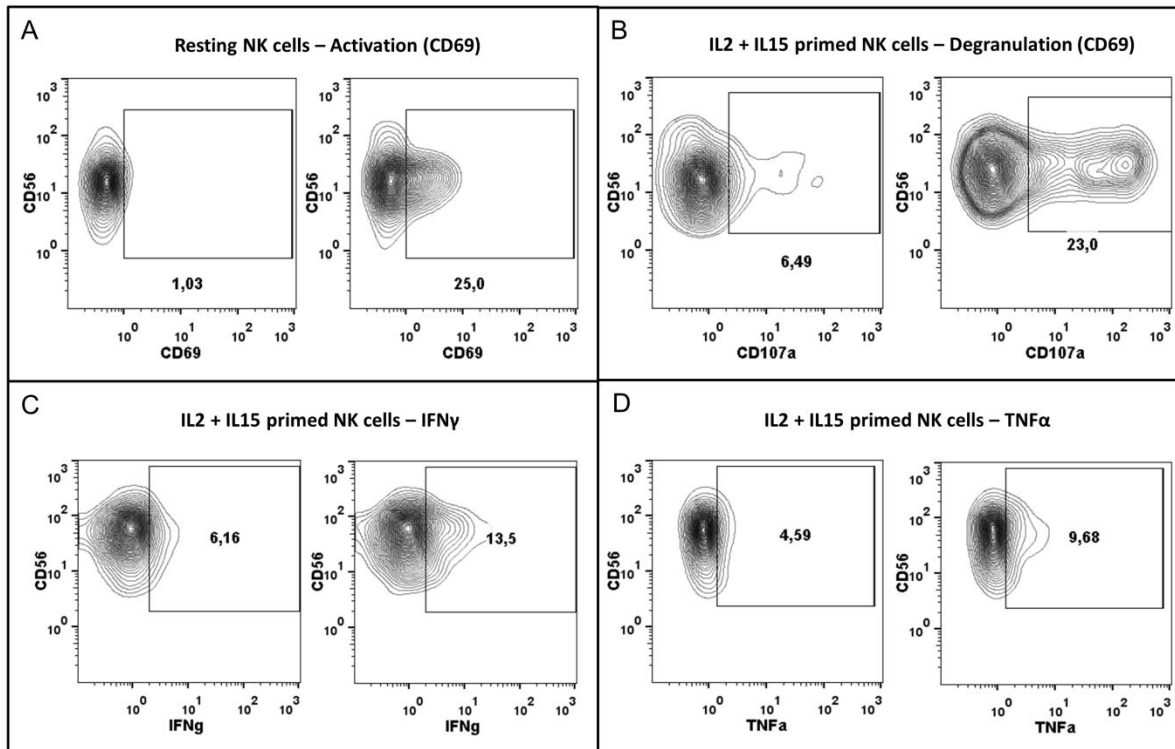 A
Resting NK cells – Activation (CD69)
10³
10²
10¹
10⁰
CD56
1,03
10⁰ 10¹ 10² 10³
CD69
10³
10²
10¹
10⁰
CD56
25,0
10⁰ 10¹ 10² 10³
CD69
B
IL2 + IL15 primed NK cells – Degranulation (CD69)
10³
10²
10¹
10⁰
CD56
6,49
10⁰ 10¹ 10² 10³
CD107a
10³
10²
10¹
10⁰
CD56
23,0
10⁰ 10¹ 10² 10³
CD107a
C
IL2 + IL15 primed NK cells – IFNγ
10³
10²
10¹
10⁰
CD56
6,16
10⁰ 10¹ 10² 10³
IFNg
10³
10²
10¹
10⁰
CD56
13,5
10⁰ 10¹ 10² 10³
IFNg
D
IL2 + IL15 primed NK cells – TNFα
10³
10²
10¹
10⁰
CD56
4,59
10⁰ 10¹ 10² 10³
TNFa
10³
10²
10¹
10⁰
CD56
9,68
10⁰ 10¹ 10² 10³
TNFa